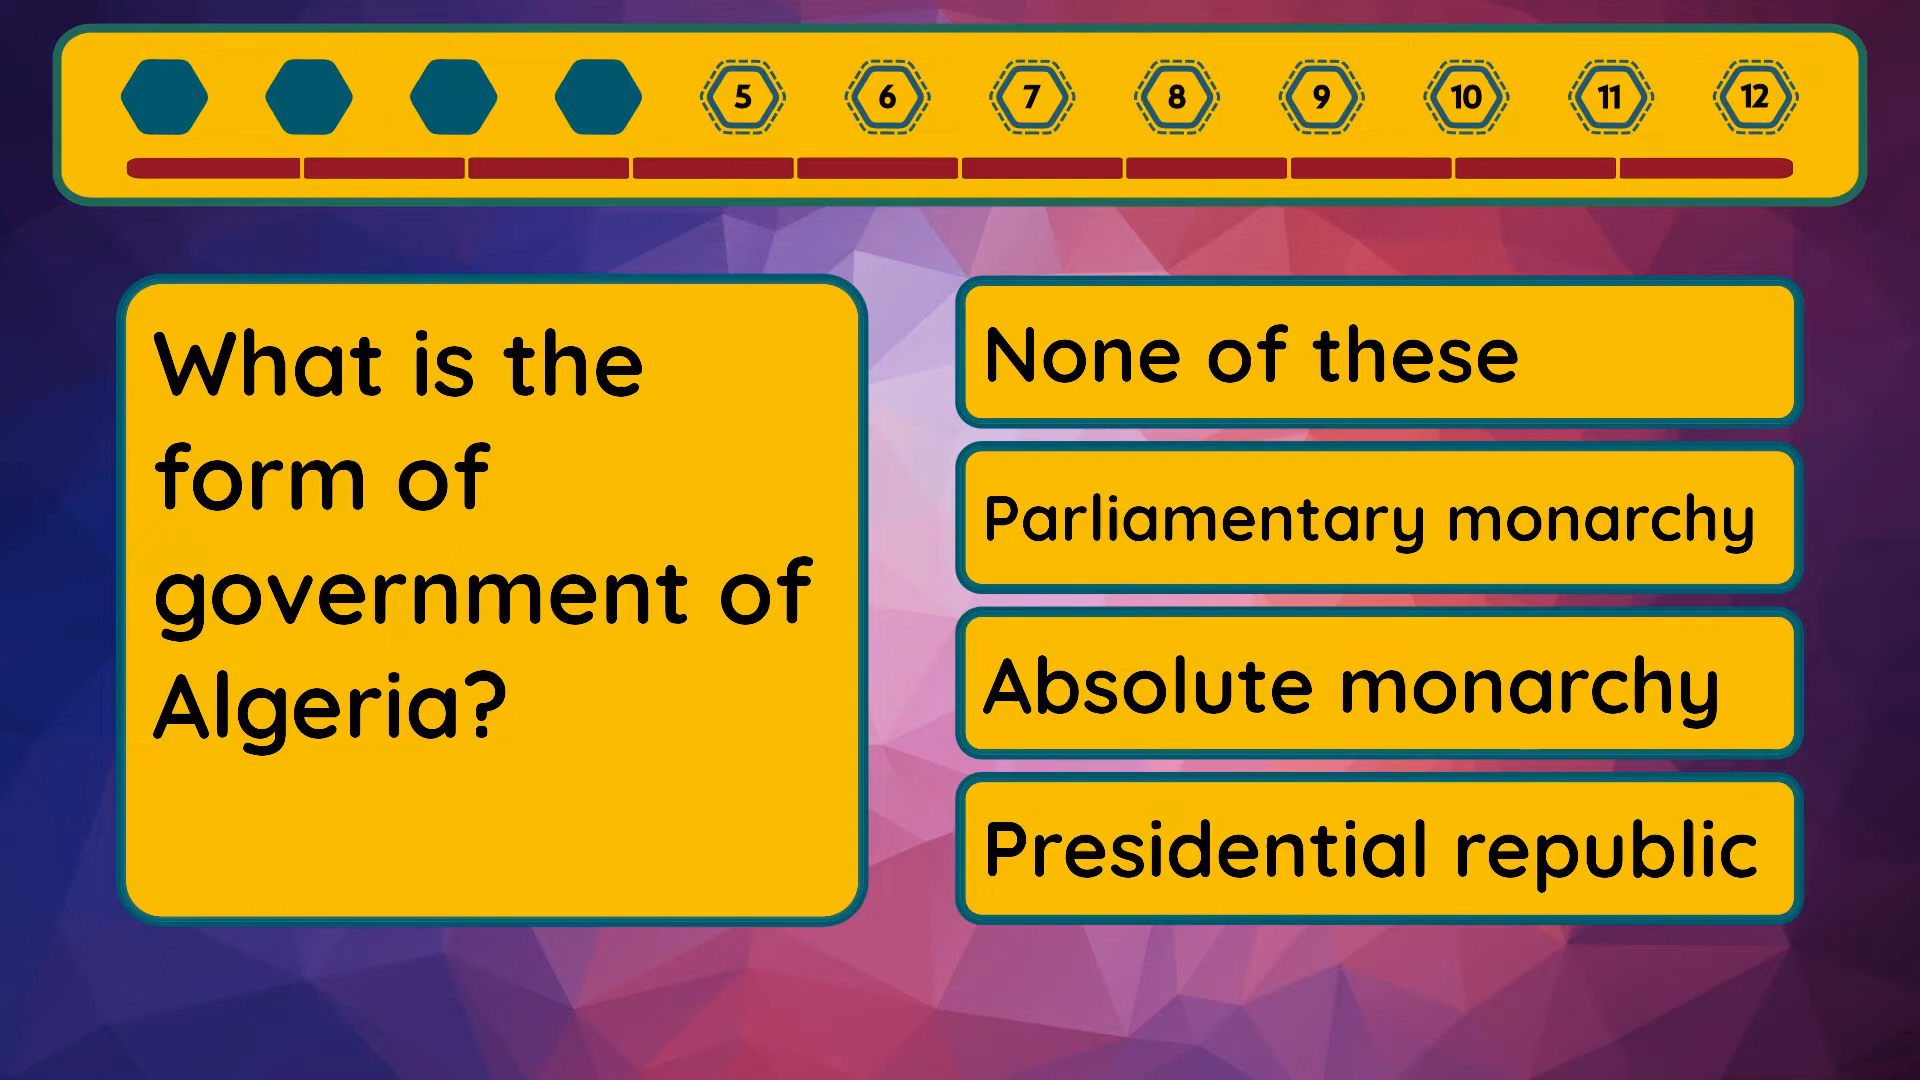 5 6 7 8 9 10 11 12
What is the
form of
government of
Algeria?
None of these
Parliamentary monarchy
Absolute monarchy
Presidential republic